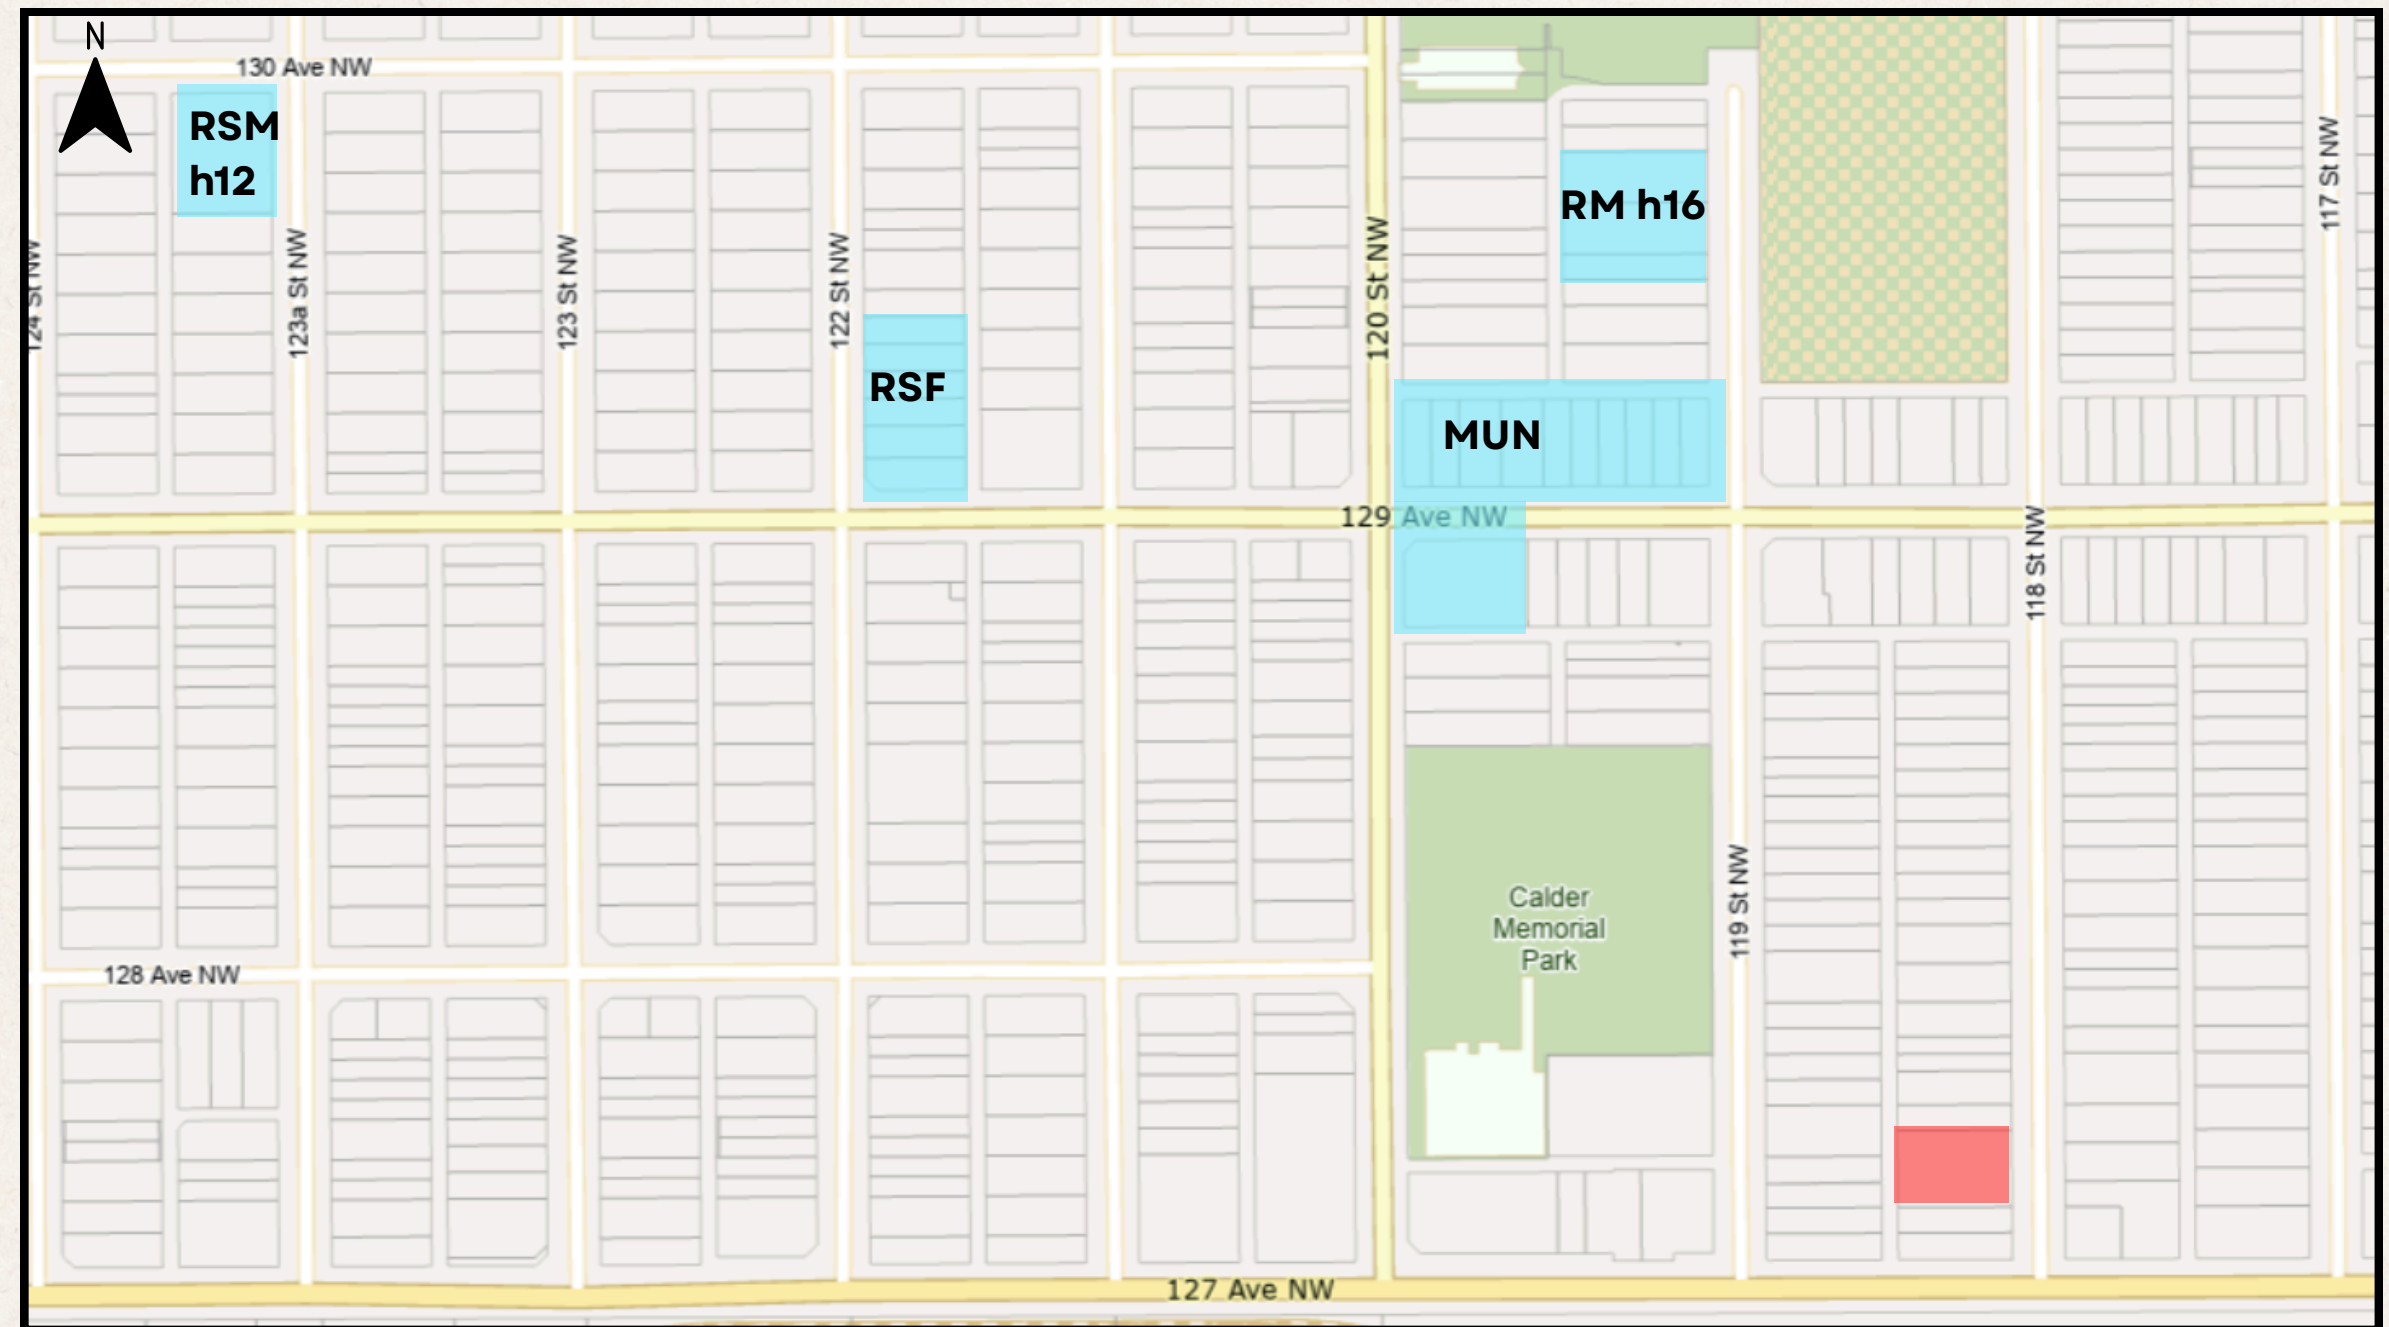 N
130 Ave NW
RSM
h12
RM h16
117 St NW
124 St NW
123a St NW
123 St NW
122 St NW
120 St NW
RSF
MUN
129 Ave NW
118 St NW
Calder
Memorial
Park
119 St NW
128 Ave NW
127 Ave NW